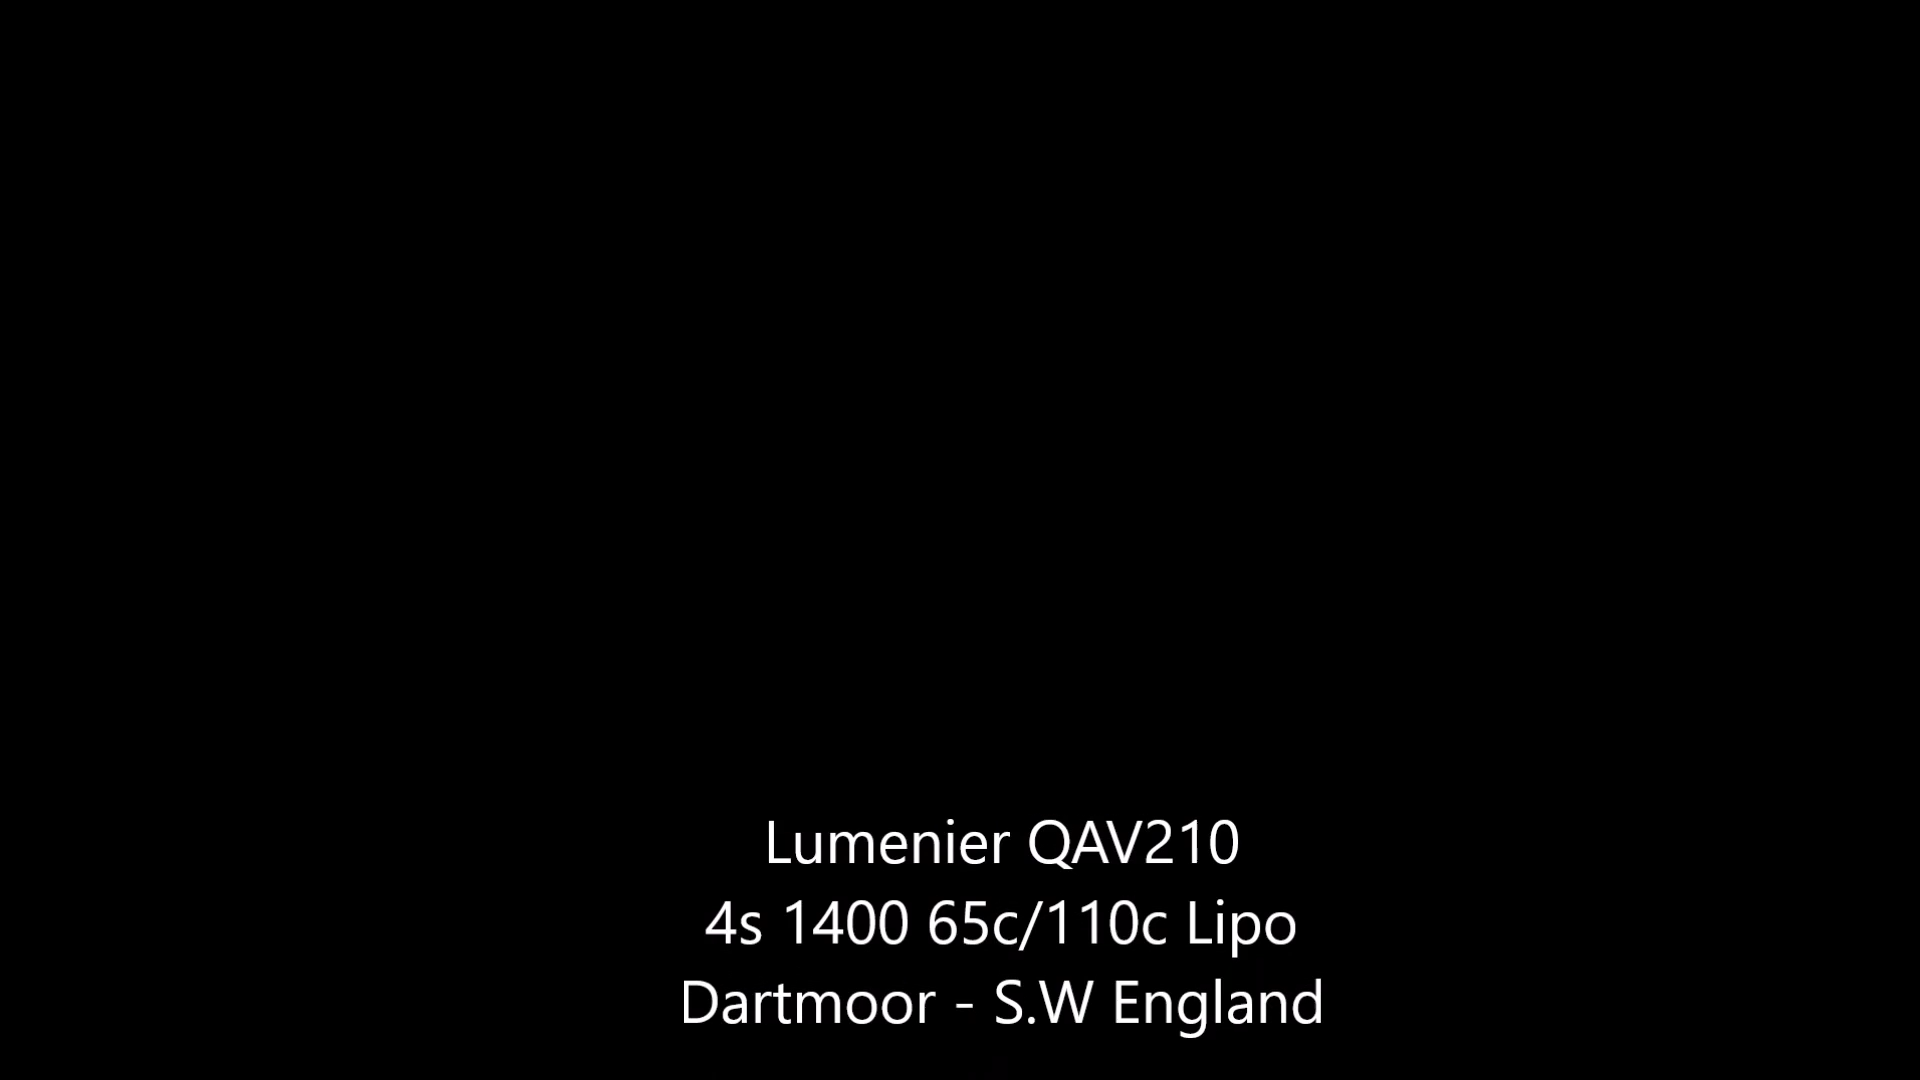 Lumenier QAV210
4s 1400 65c/110c Lipo
Dartmoor - S.W England